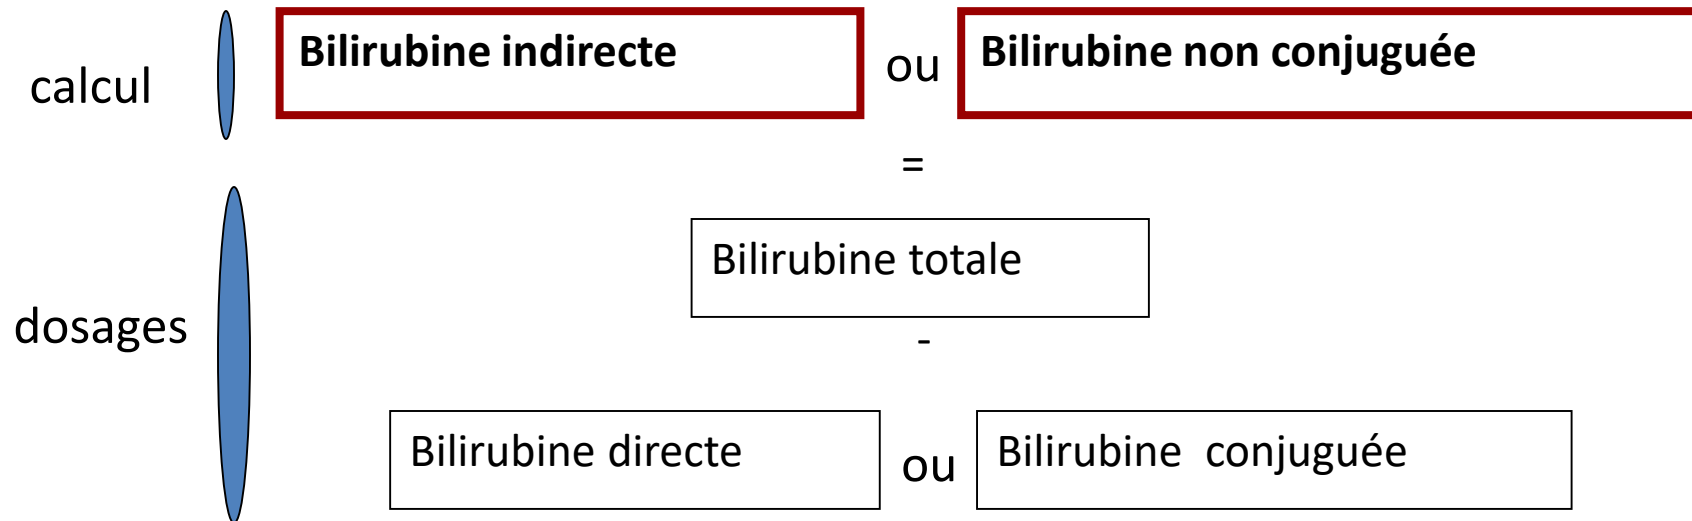 calcul
Bilirubine indirecte ou Bilirubine non conjuguée
=
Bilirubine totale
dosages
-
Bilirubine directe ou Bilirubine conjuguée